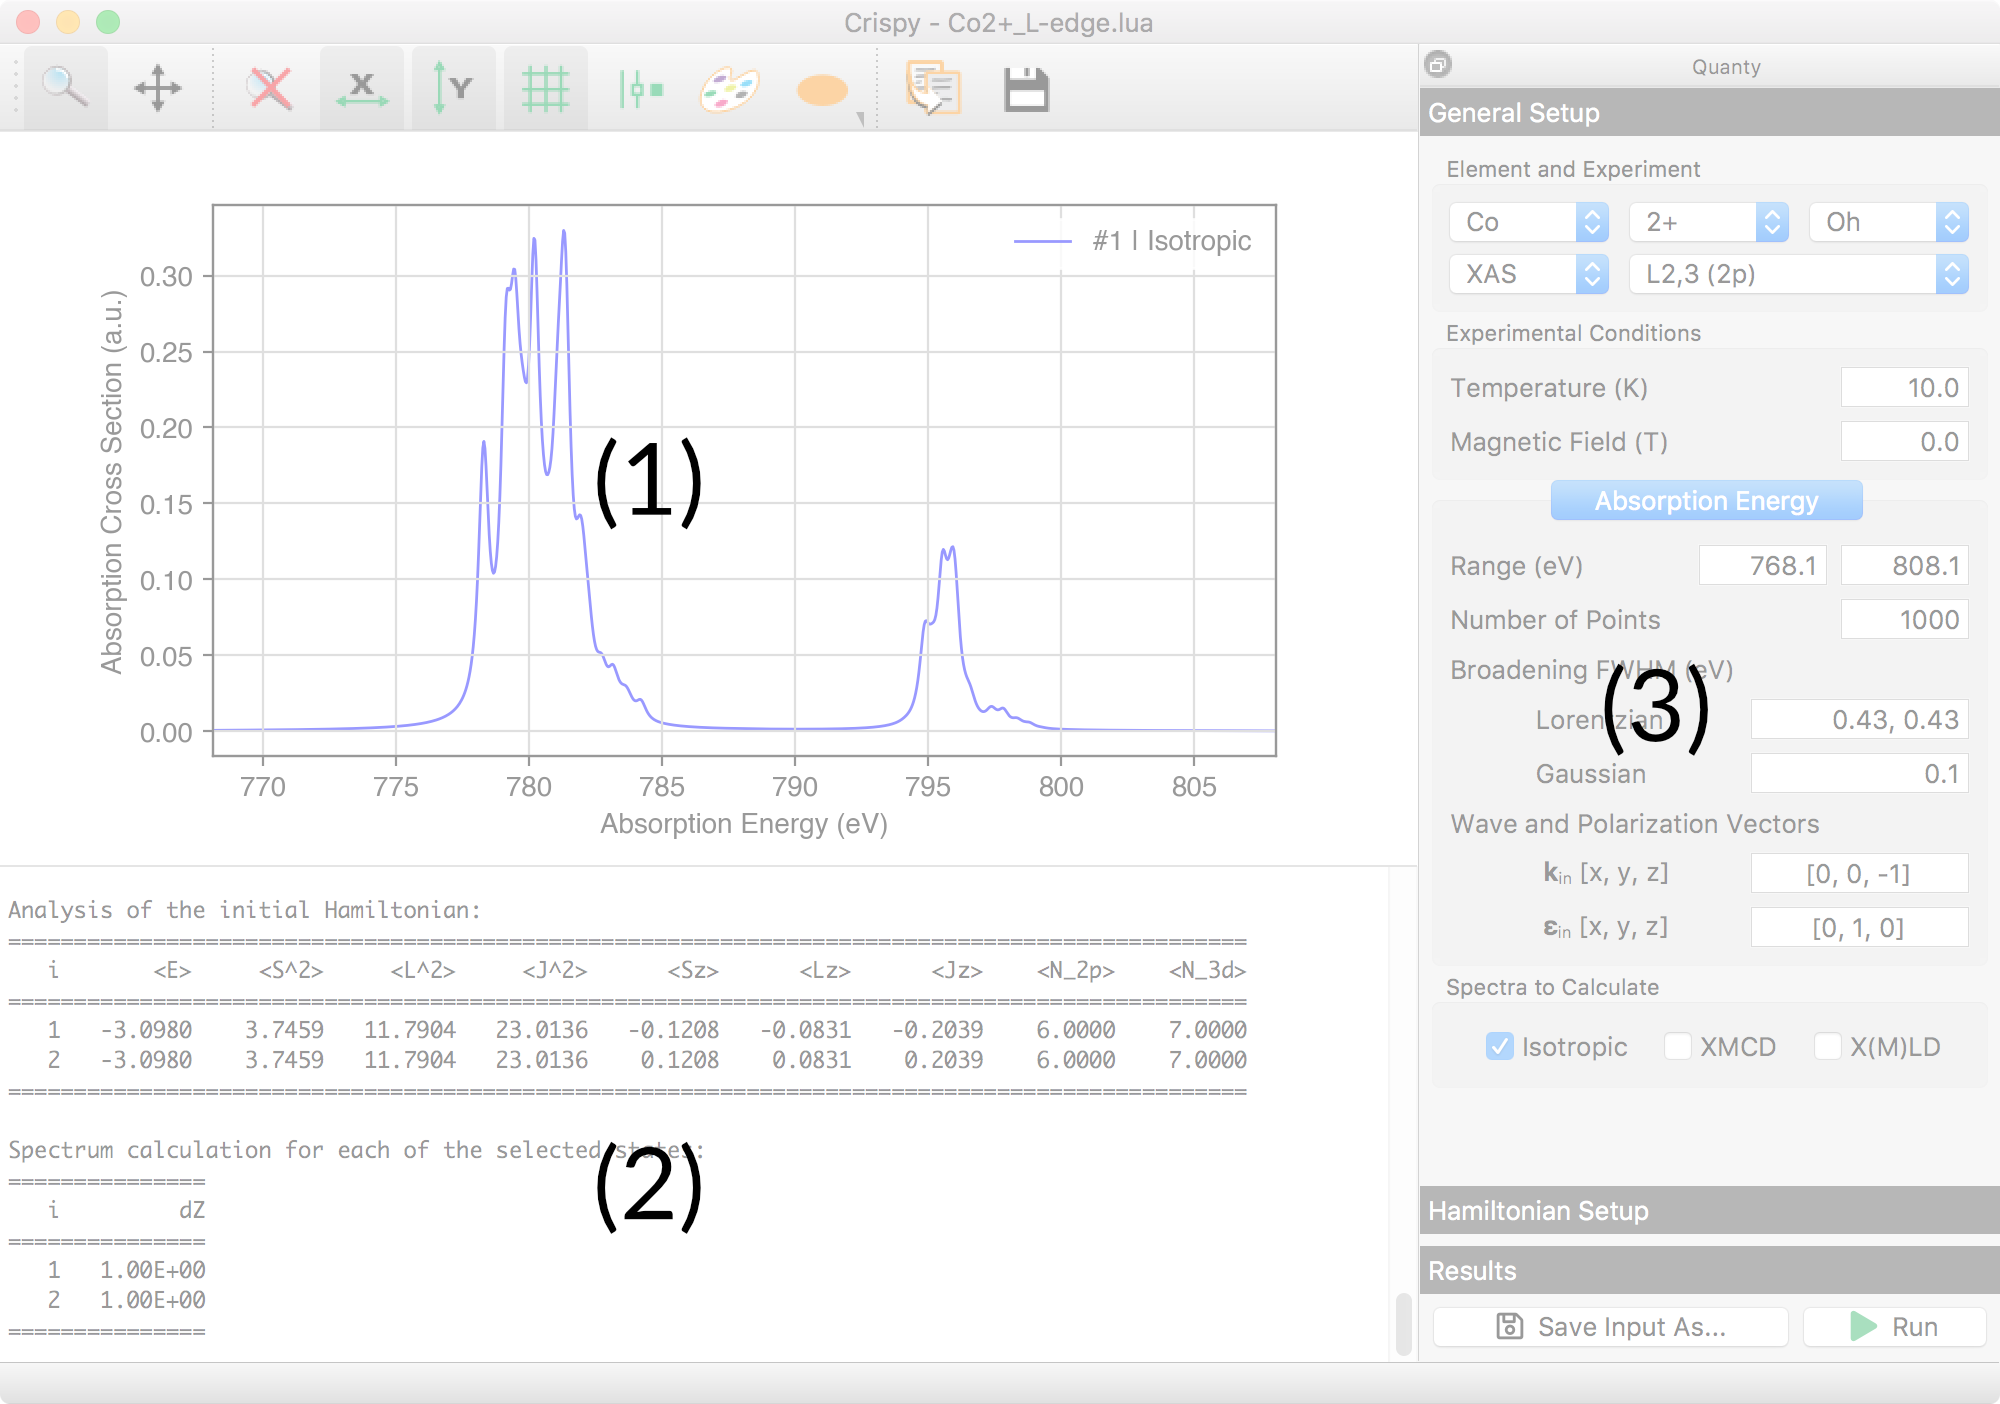 Crispy - Co2+_L-edge.lua
X
Y
#1 | Isotropic
0.30
0.25
0.20
0.15
0.10
0.05
0.00
Absorption Cross Section (a.u.)
770 775 780 785 790 795 800 805
Absorption Energy (eV)
(1)
Analysis of the initial Hamiltonian:
==============================================================================================
i <E> <S^2> <L^2> <J^2> <Sz> <Lz> <Jz> <N_2p> <N_3d>
==============================================================================================
1 -3.0980 3.7459 11.7904 23.0136 -0.1208 -0.0831 -0.2039 6.0000 7.0000
2 -3.0980 3.7459 11.7904 23.0136 0.1208 0.0831 0.2039 6.0000 7.0000
==============================================================================================
Spectrum calculation for each of the selected states:
===============
i dZ
===============
1 1.00E+00
2 1.00E+00
===============
(2)
Quanty
General Setup
Element and Experiment
Co 2+ Oh
XAS L2,3 (2p)
Experimental Conditions
Temperature (K) 10.0
Magnetic Field (T) 0.0
Absorption Energy
Range (eV) 768.1 808.1
Number of Points 1000
Broadening FWHM (eV)
Lorentzian 0.43, 0.43
Gaussian 0.1
(3)
Wave and Polarization Vectors
kin [x, y, z] [0, 0, -1]
εin [x, y, z] [0, 1, 0]
Spectra to Calculate
Isotropic XMCD X(M)LD
Hamiltonian Setup
Results
Save Input As... Run